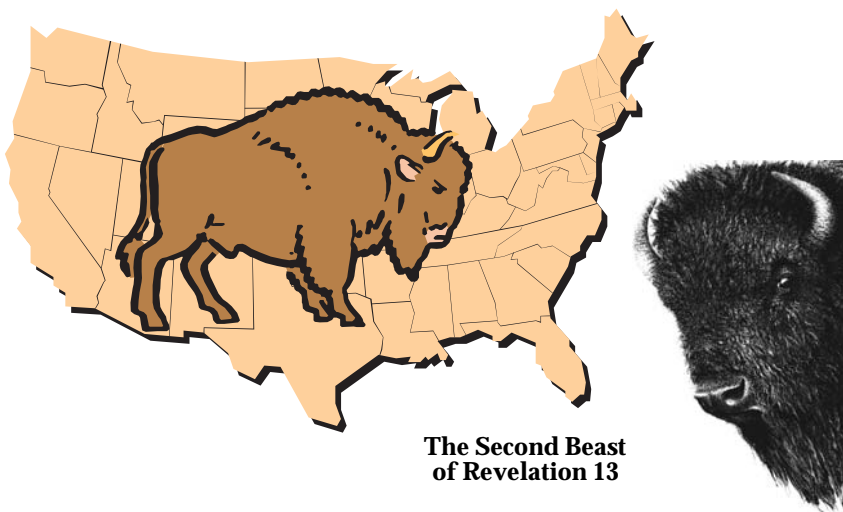 The Second Beast
of Revelation 13